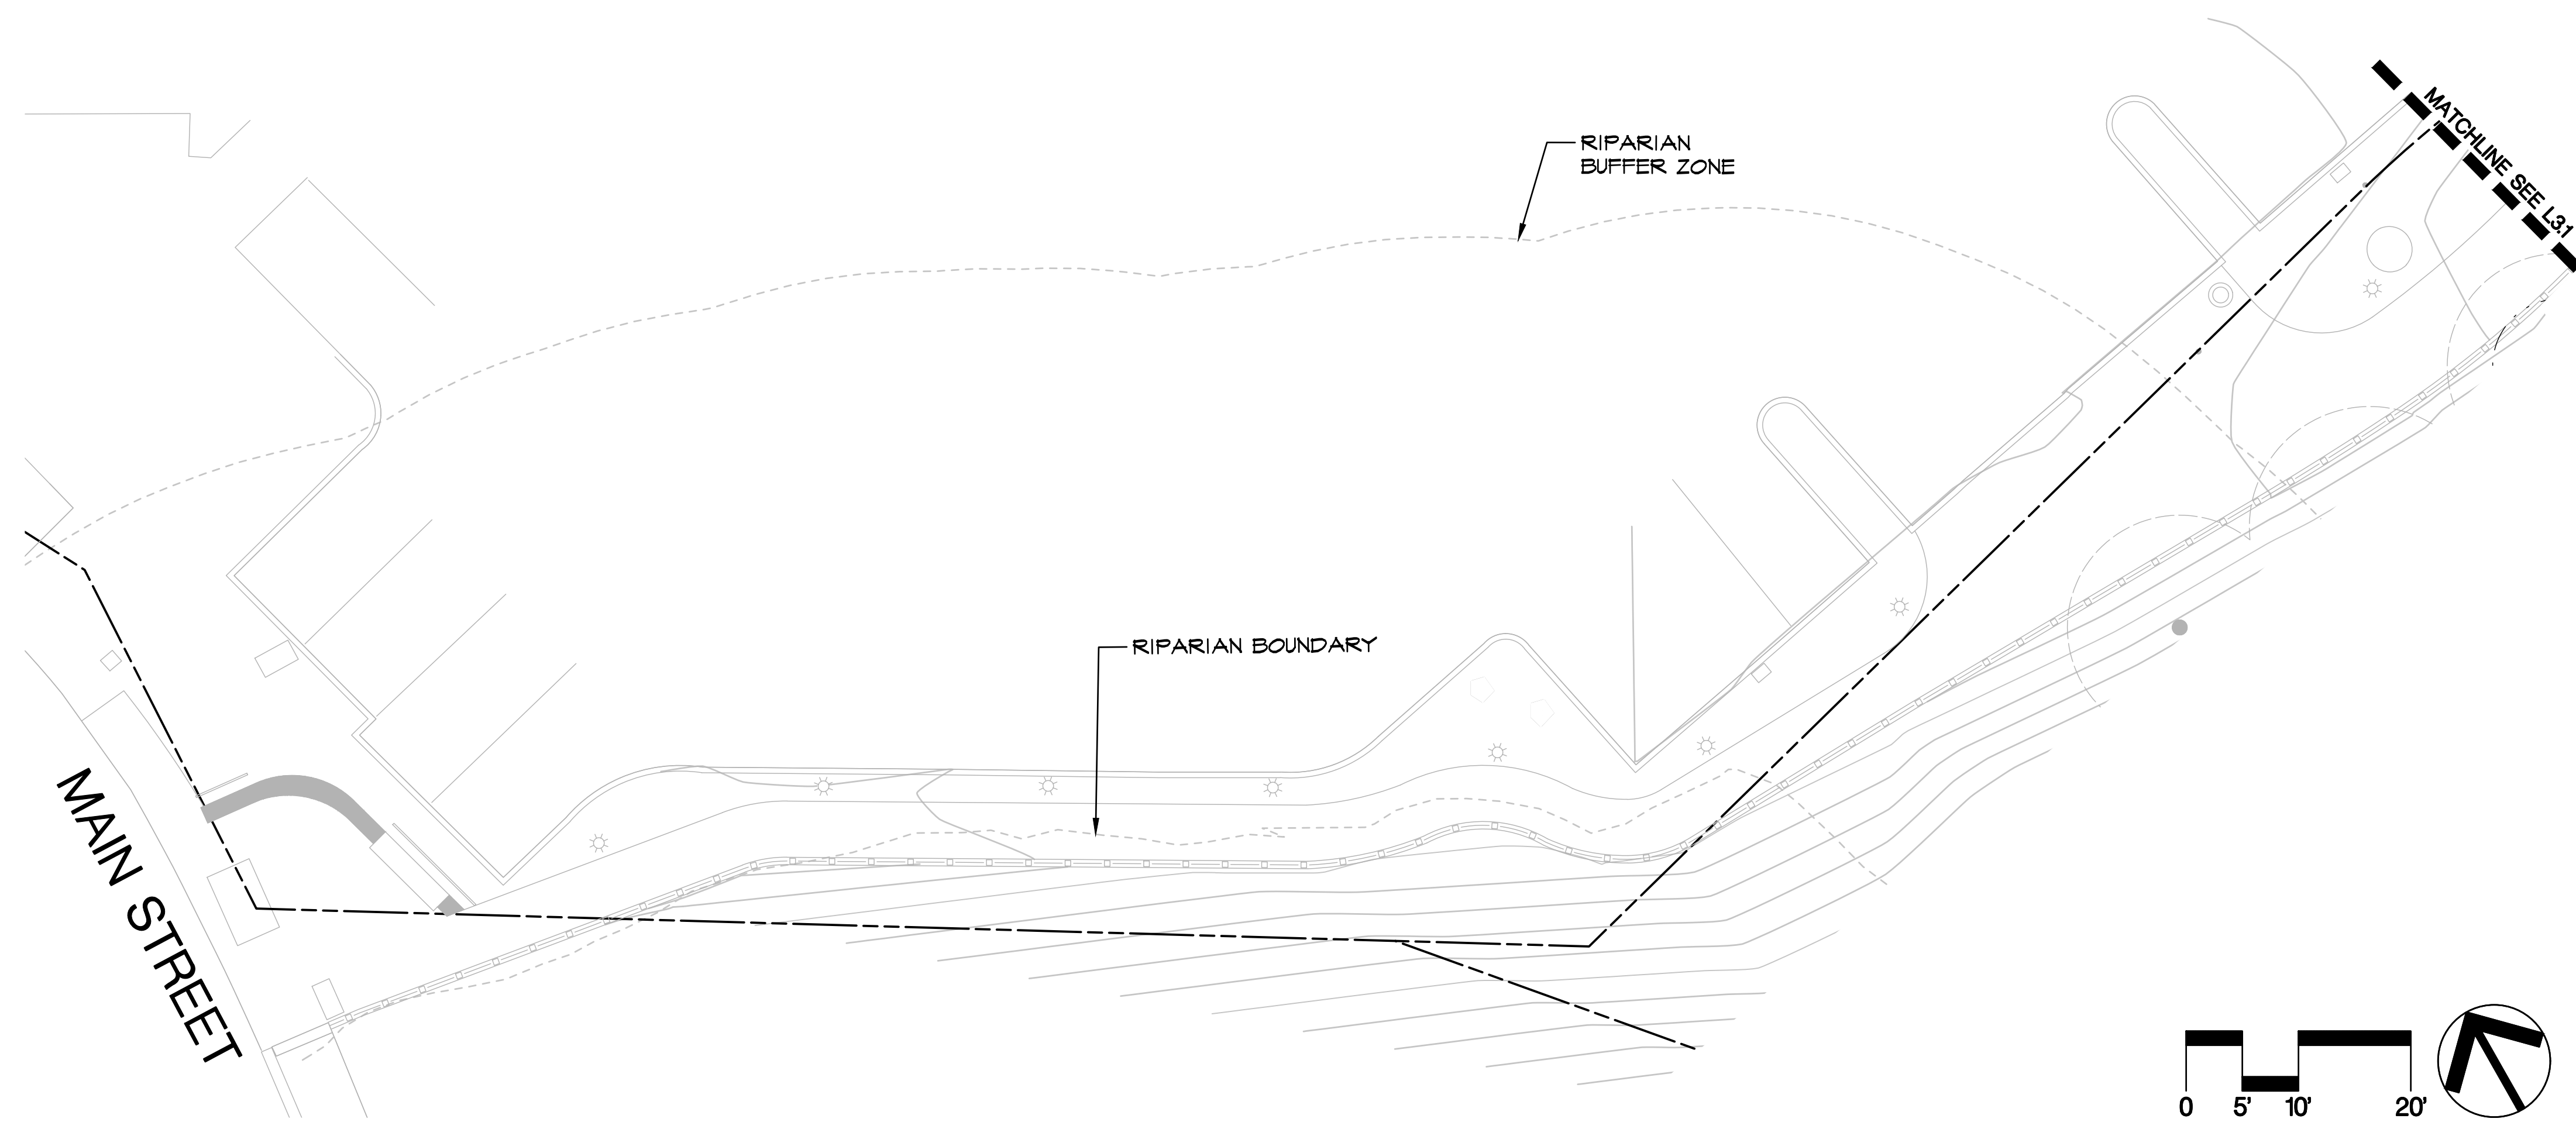 RIPARIAN
BUFFER ZONE
MATCHLINE SEE L3.1
RIPARIAN BOUNDARY
MAIN STREET
0 5' 10' 20'